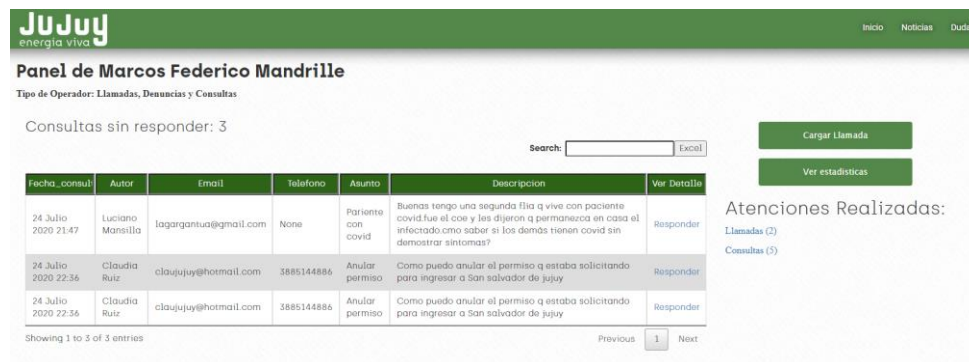 JUJUY
energía viva
Inicio Noticias Duda
Panel de Marcos Federico Mandrille
Tipo de Operador: Llamadas, Denuncias y Consultas
Consultas sin responder: 3
Search: Excel
Fecha_consul Autor Email Telefono Asunto Descripcion Ver Detalle
24 Julio 2020 21:47 Luciano Mansilla lagargantua@gmail.com None Pariente con covid Buenas tengo una segunda flia q vive con paciente covid.fue el coe y les dijeron q permanezca en casa el infectado.cmo saber si los demás tienen covid sin demostrar sintomas? Responder
24 Julio 2020 22:36 Claudia Ruiz claujujuy@hotmail.com 3885144886 Anular permiso Como puedo anular el permiso q estaba solicitando para ingresar a San salvador de jujuy Responder
24 Julio 2020 22:36 Claudia Ruiz claujujuy@hotmail.com 3885144886 Anular permiso Como puedo anular el permiso q estaba solicitando para ingresar a San salvador de jujuy Responder
Showing 1 to 3 of 3 entries
Previous 1 Next
Cargar Llamada
Ver estadisticas
Atenciones Realizadas:
Llamadas (2)
Consultas (5)